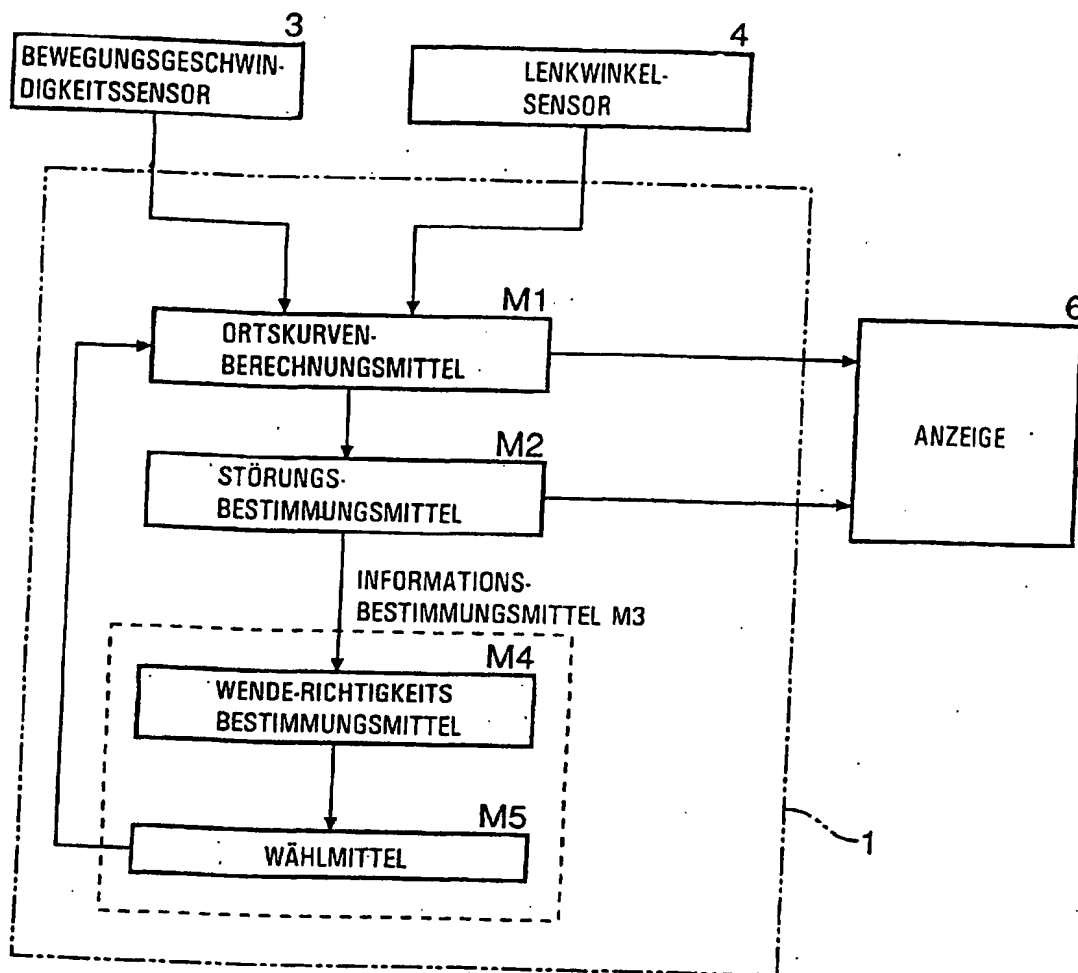 3
BEWEGUNGSGESCHWIN-
DIGKEITSSENSOR
4
LENKWINKEL-
SENSOR
M1
ORTSKURVEN-
BERECHNUNGSMITTEL
6
ANZEIGE
M2
STÖRUNGS-
BESTIMMUNGSMITTEL
INFORMATIONS-
BESTIMMUNGSMITTEL M3
M4
WENDE-RICHTIGKEITS
BESTIMMUNGSMITTEL
M5
WÄHLMITTEL
1